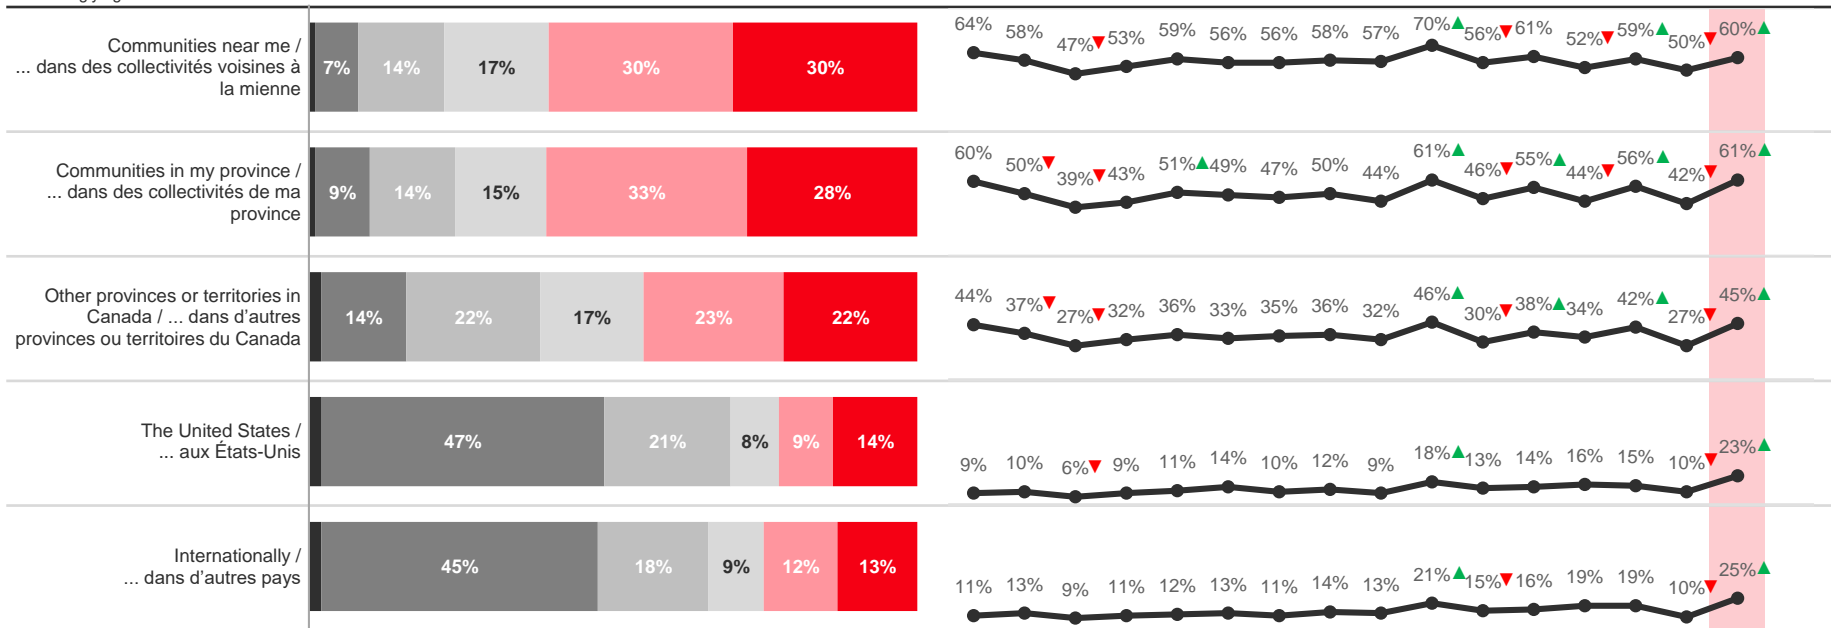 Communities near me /
... dans des collectivités voisines à
la mienne
7% 14% 17% 30% 30%
64% 58% 47% 53% 59% 56% 56% 58% 57% 70% 56% 61% 52% 59% 50% 60%
Communities in my province /
... dans des collectivités de ma
province
9% 14% 15% 33% 28%
60% 50% 39% 43% 51% 49% 47% 50% 44% 61% 46% 55% 44% 56% 42% 61%
Other provinces or territories in
Canada / ... dans d'autres
provinces ou territoires du Canada
14% 22% 17% 23% 22%
44% 37% 27% 32% 36% 33% 35% 36% 32% 46% 30% 38% 34% 42% 27% 45%
The United States /
... aux États-Unis
47% 21% 8% 9% 14%
9% 10% 6% 9% 11% 14% 10% 12% 9% 18% 13% 14% 16% 15% 10% 23%
Internationally /
... dans d'autres pays
45% 18% 9% 12% 13%
11% 13% 9% 11% 12% 13% 11% 14% 13% 21% 15% 16% 19% 19% 10% 25%